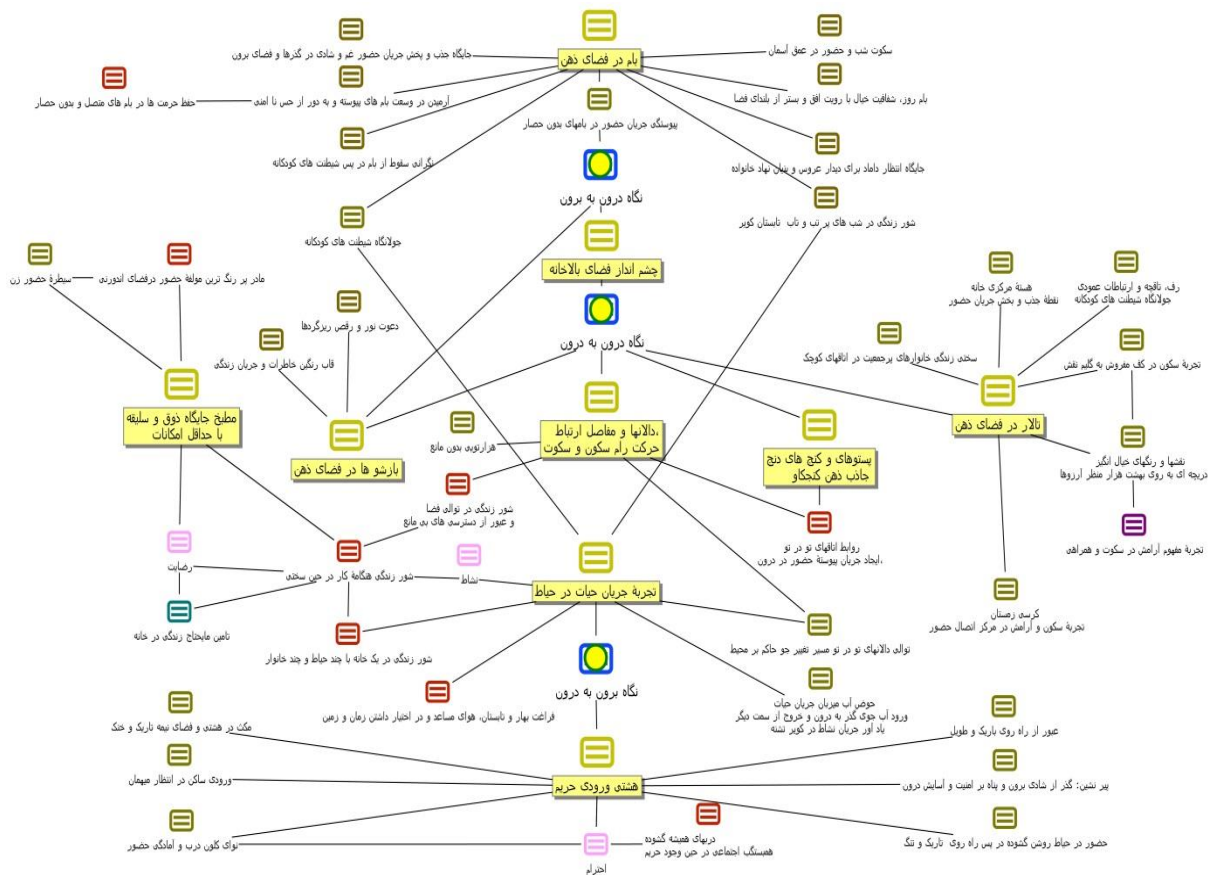 سکوت شب و حضور در عمق آسمان
جایگاه جذب و پخش جریان حضور غم و شادی در گذرها و فضای برون
بام در فضای ذهن
بام روز، شفافیت خیال با رویت افق و بستر از بلندای فضا
آرمیدن در وسعت بام های پیوسته و به دور از حس نا امنی
حفظ حرمت ها در بام های متصل و بدون حصار
پیوستگی جریان حضور در بامهای بدون حصار
جایگاه انتظار داماد برای دیدار عروس و بنیان نهاد خانواده
نگرانی سقوط از بام در پس شیطنت های کودکانه
نگاه درون به برون
شور زندگی در شب های پر تب و تاب تابستان کویر
جولانگاه شیطنت های کودکانه
چشم انداز فضای بالاخانه
مادر پر رنگ ترین مولفۀ حضور درفضای اندورنی
سیطرۀ حضور زن
هستۀ مرکزی خانه
نقطۀ جذب و پخش جریان حضور
رف، تاقچه و ارتباطات عمودی
جولانگاه شیطنت های کودکانه
نگاه درون به درون
دعوت نور و رقص ریزگردها
قاب رنگین خاطرات و جریان زندگی
سختی زندگی خانوارهای پرجمعیت در اتاقهای کوچک
تجربۀ سکون در کف مفروش به گلیم نقش
مطبخ جایگاه ذوق و سلیقه
با حداقل امکانات
بازشو ها در فضای ذهن
هزارتویی بدون مانع
دالانها و مفاصل ارتباط،
حرکت رام سکون و سکوت
پستوهای و کنج های دنج
جاذب ذهن کنجکاو
تالار در فضای ذهن
نقشها و رنگهای خیال انگیز
دریچه ای به روی بهشت هزار منظر آرزوها
شور زندگی در توالی فضا
و عبور از دسترسی های بی مانع
روابط اتاقهای تو در تو
ایجاد جریان پیوستۀ حضور در درون،
تجربۀ مفهوم آرامش در سکوت و همراهی
رضایت
شور زندگی هنگامۀ کار در حین سختی
نشاط
تجربۀ جریان حیات در حیاط
کرسی زمستان
تجربۀ سکون و آرامش در مرکز اتصال حضور
تامین مایحتاج زندگی در خانه
شور زندگی در یک خانه با چند حیاط و چند خانوار
توالی دالانهای تو در تو مسیر تغییر جو حاکم بر محیط
نگاه برون به درون
حوض آب میزبان جریان حیات
ورود آب جوی گذر به درون و خروج از سمت دیگر
یاد آور جریان نشاط در کویر تشنه
فراغت بهار و تابستان، هوای مساعد و در اختیار داشتن زمان و زمین
مکث در هشتی و فضای نیمه تاریک و خنک
عبور از راه روی باریک و طویل
ورودی ساکن در انتظار میهمان
هشتی ورودی حریم
پیر نشین: گذر از شادی برون و پناه بر امنیت و آسایش درون
نوای کلون درب و آمادگی حضور
احترام
دربهای همیشه گشوده
همبستگی اجتماعی در حین وجود حریم
حضور در حیاط روشن گشوده در پس راه روی تاریک و تنگ